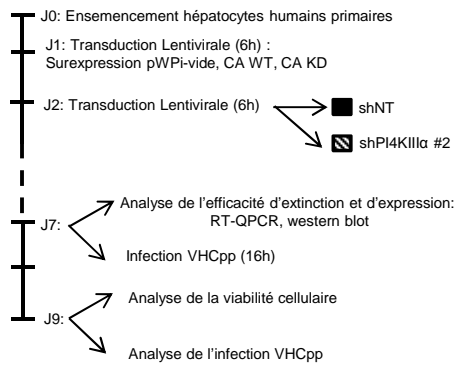 J0: Ensemencement hépatocytes humains primaires
J1: Transduction Lentivirale (6h) :
Surexpression pWPi-vide, CA WT, CA KD
J2: Transduction Lentivirale (6h)
shNT
shPI4KIIIα #2
Analyse de l'efficacité d'extinction et d'expression:
RT-QPCR, western blot
J7:
Infection VHCpp (16h)
Analyse de la viabilité cellulaire
J9:
Analyse de l'infection VHCpp